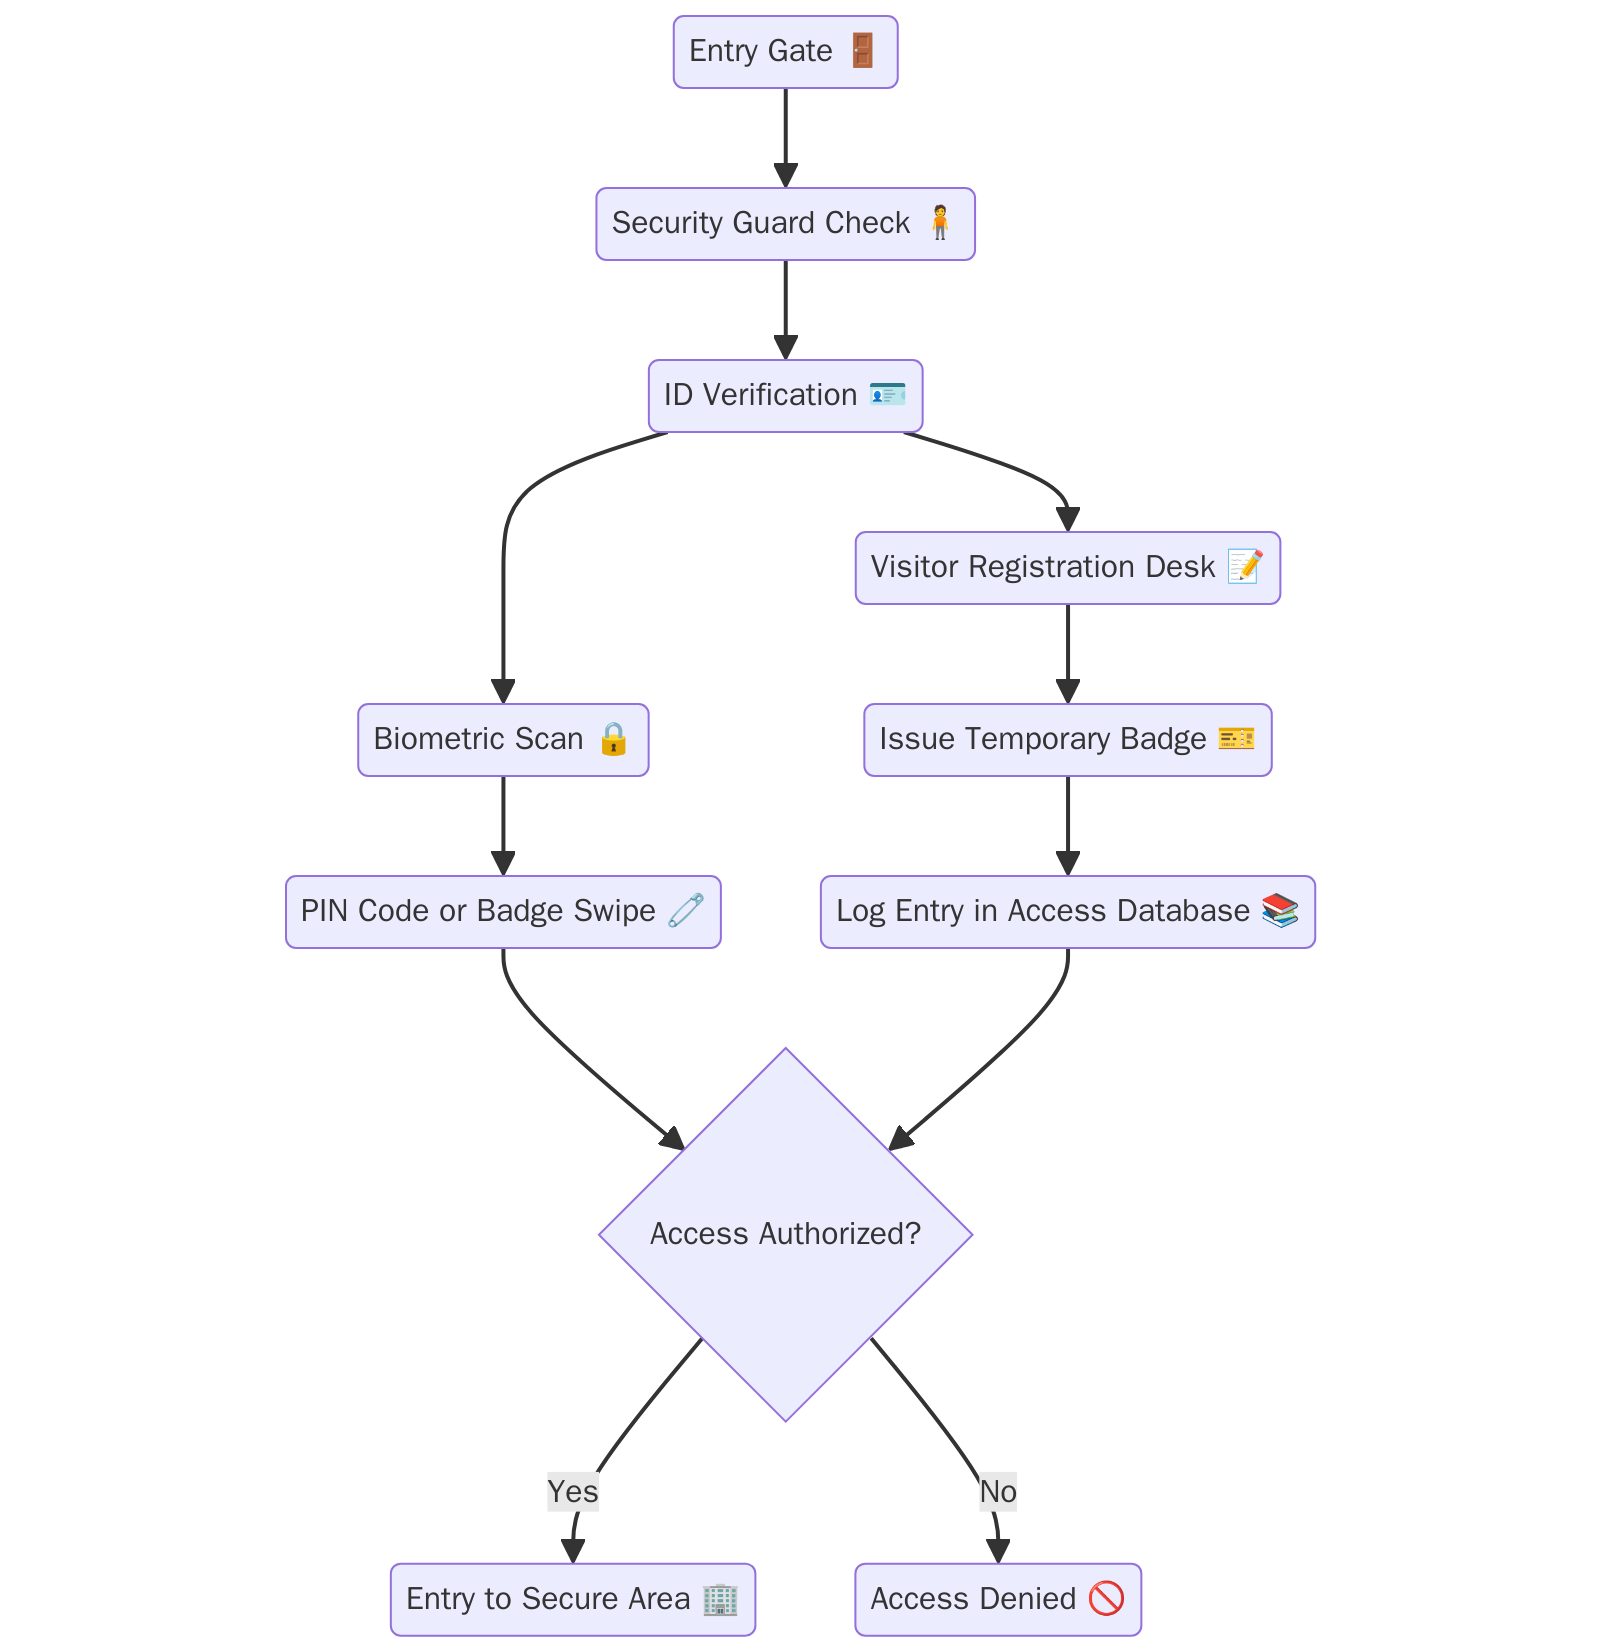 Entry Gate 🚪
Security Guard Check 🧍
ID Verification 🪪
Visitor Registration Desk 📝
Biometric Scan 🔒
Issue Temporary Badge 🎫
PIN Code or Badge Swipe 🧷
Log Entry in Access Database 📚
Access Authorized?
Yes
No
Entry to Secure Area 🏢
Access Denied 🚫